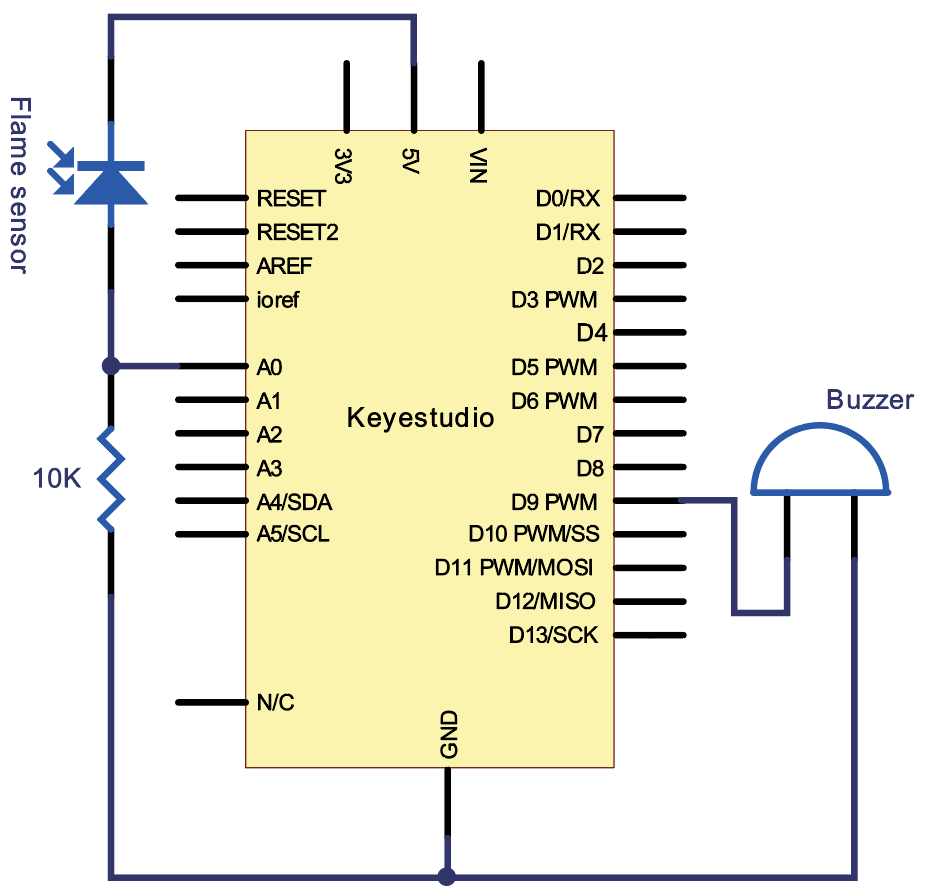 3V3
5V
VIN
Flame sensor
RESET
RESET2
AREF
ioref
A0
A1
A2
A3
A4/SDA
A5/SCL
N/C
10K
Keyestudio
D0/RX
D1/RX
D2
D3 PWM
D4
D5 PWM
D6 PWM
D7
D8
D9 PWM
D10 PWM/SS
D11 PWM/MOSI
D12/MISO
D13/SCK
GND
Buzzer